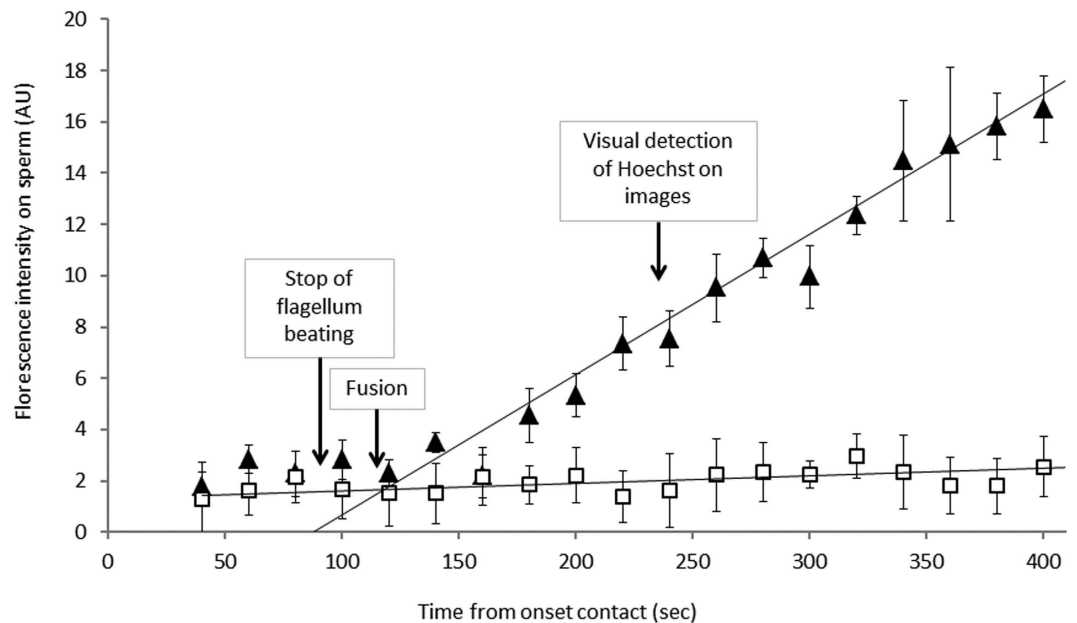 20
18
16
14
12
10
8
6
4
2
0
Florescence intensity on sperm (AU)
Visual detection
of Hoechst on
images
Stop of
flagellum
beating
Fusion
0 50 100 150 200 250 300 350 400
Time from onset contact (sec)